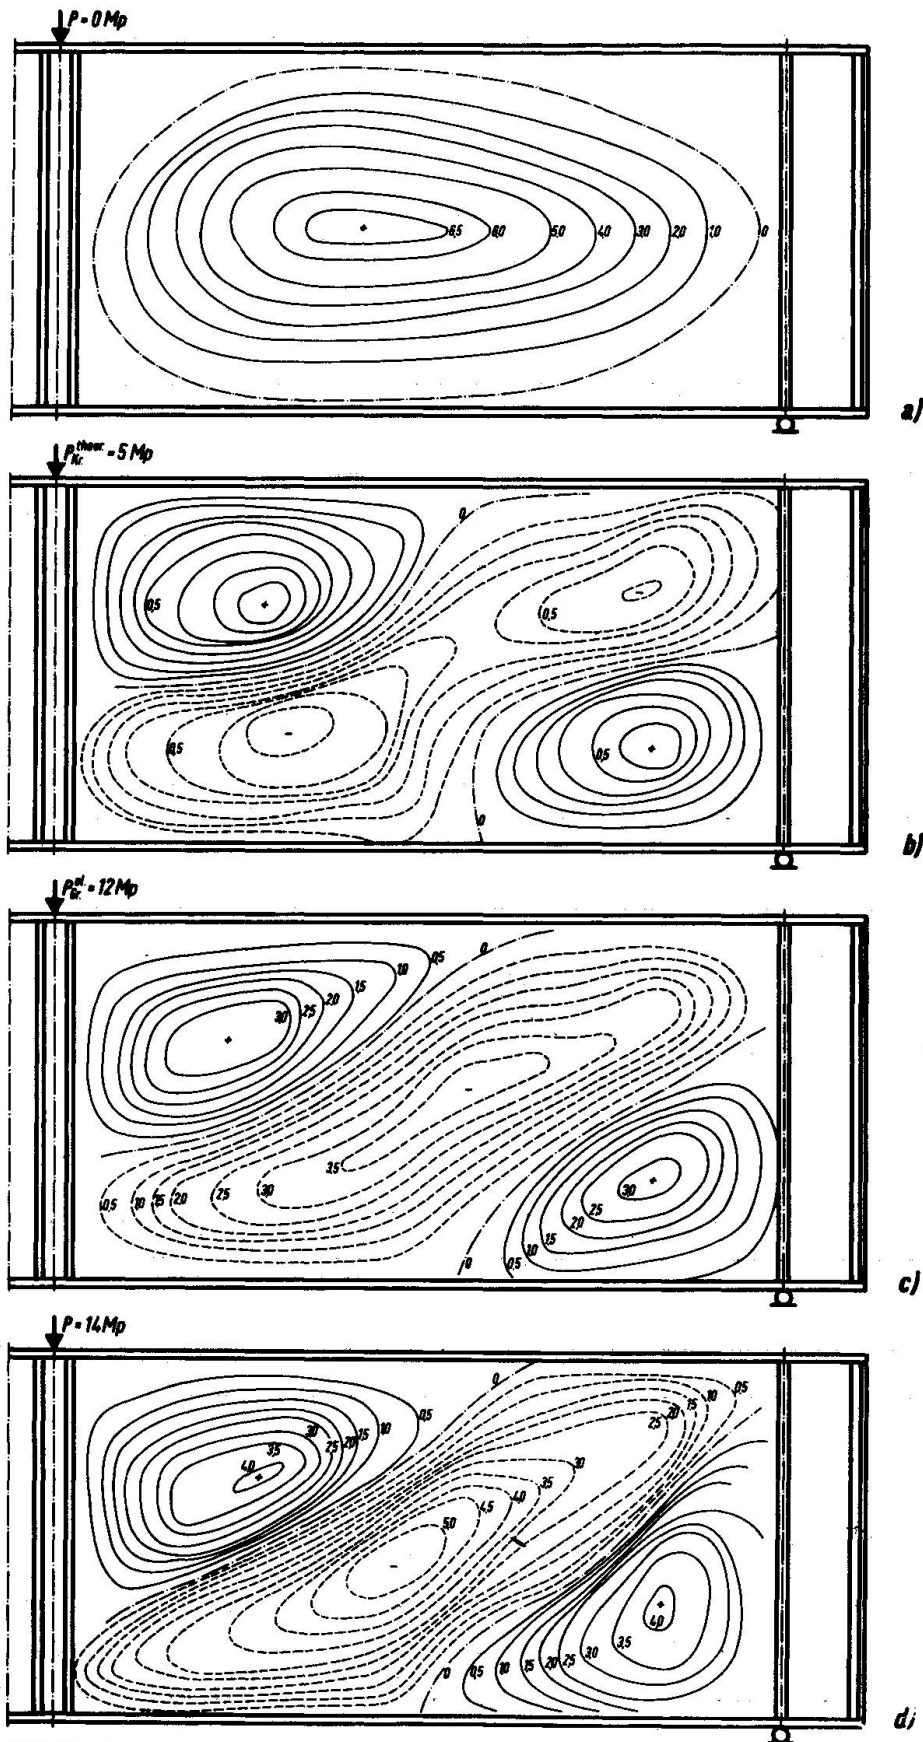 P = 0 Mp
6,5 6,0 5,0 4,0 3,0 2,0 1,0 0
a)
P theor. Kr. = 5 Mp
0
0,5 0,5
0,5 0,5
0
b)
= 12 Mp
0 0,5
3,0 2,5 2,0 1,5 1,0
3,5
0,5 1,0 1,5 2,0 2,5 3,0
3,0
2,5
2,0
1,5
1,0
0,5
0
c)
P = 14 Mp
0
0,5
1,0
1,5
2,0
2,5
4,0 3,5 3,0 2,5 2,0 1,5 1,0 0,5
5,0 4,5 4,0 3,5 3,0
4,0
0 0,5 1,0 1,5 2,0 2,5 3,0 3,5
d)